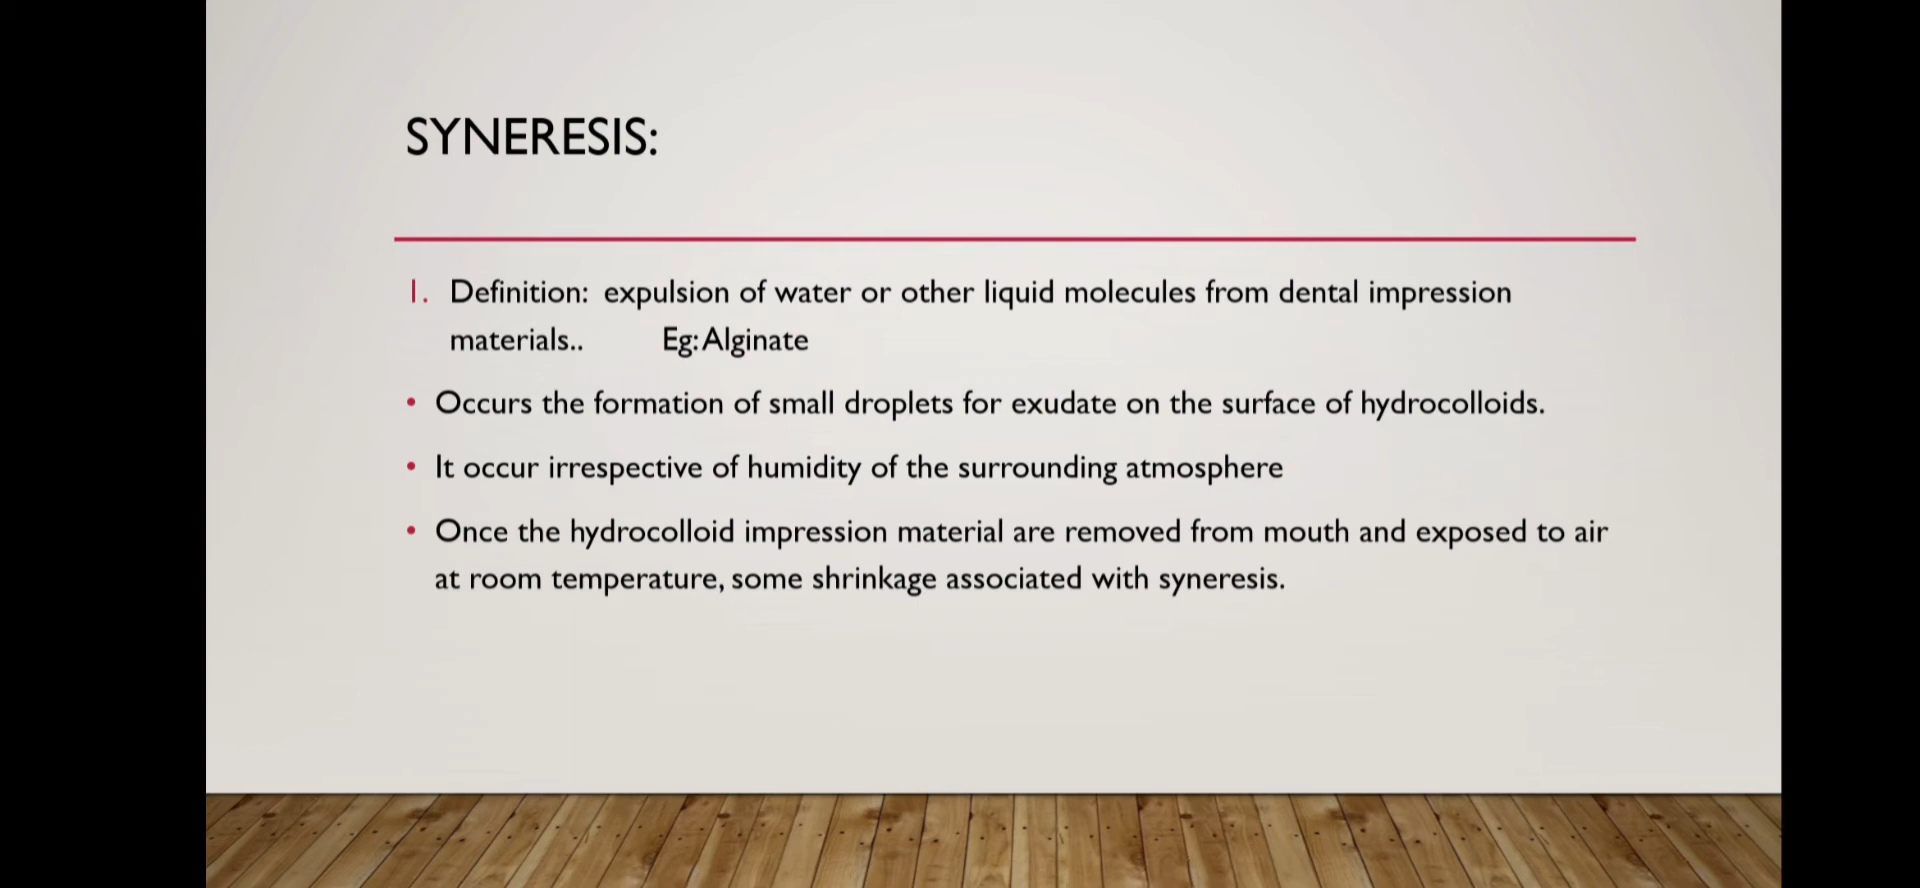 SYNERESIS:
1. Definition: expulsion of water or other liquid molecules from dental impression
materials.. Eg: Alginate
• Occurs the formation of small droplets for exudate on the surface of hydrocolloids.
• It occur irrespective of humidity of the surrounding atmosphere
• Once the hydrocolloid impression material are removed from mouth and exposed to air
at room temperature, some shrinkage associated with syneresis.